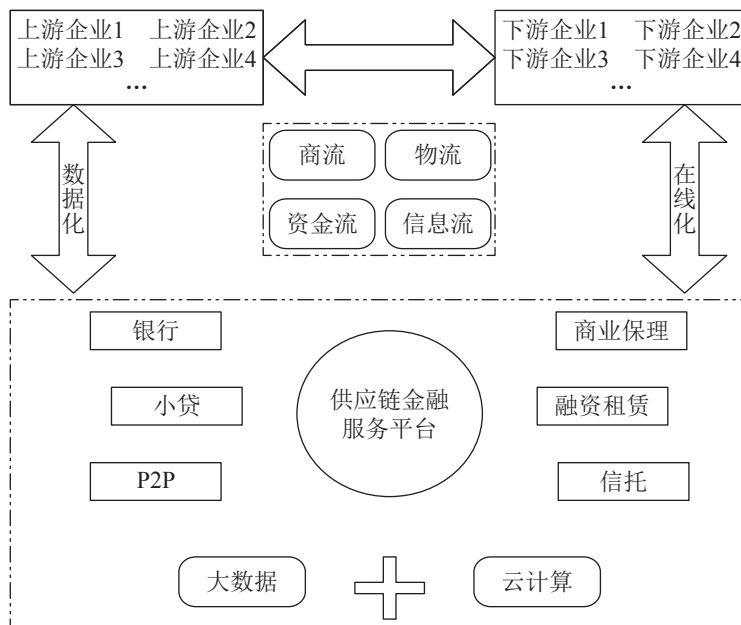 上游企业1 上游企业2
上游企业3 上游企业4
...
下游企业1 下游企业2
下游企业3 下游企业4
...
数据化
商流 物流
资金流 信息流
在线化
银行
商业保理
小贷
供应链金融
服务平台
融资租赁
P2P
信托
大数据
云计算